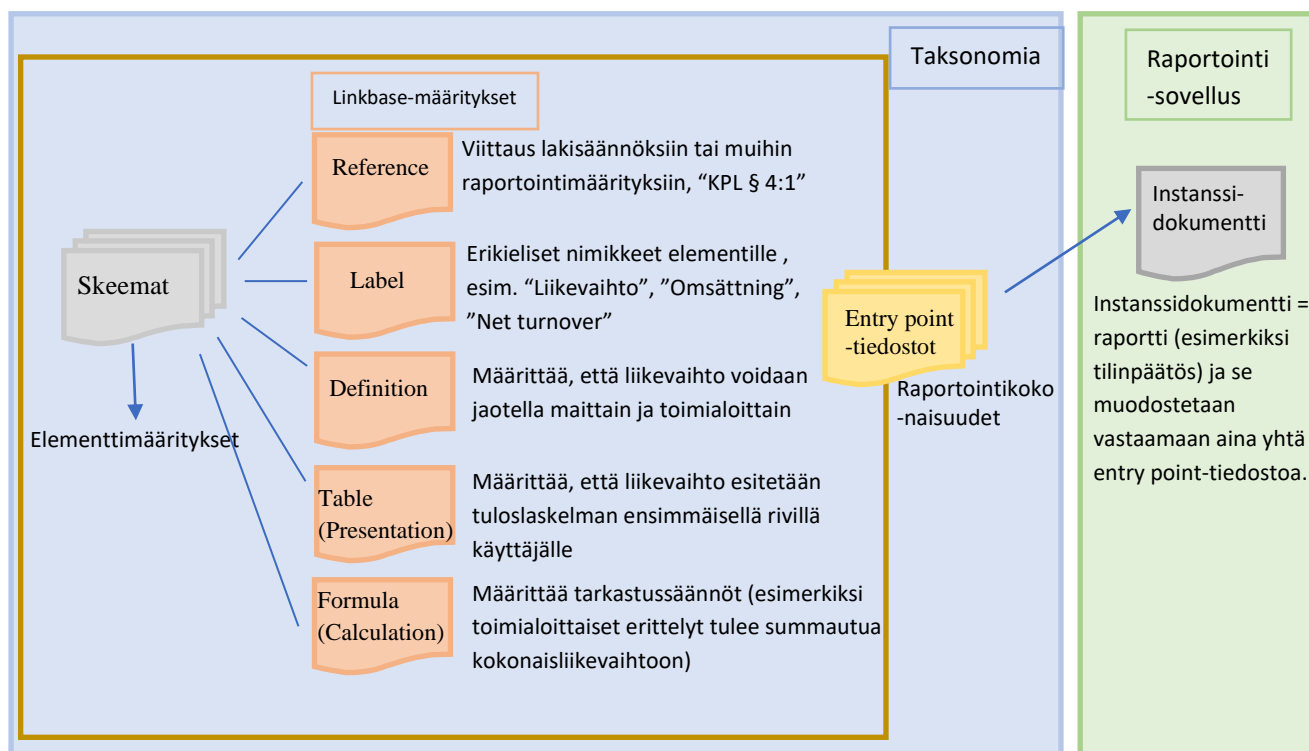 Taksonomia
Raportointi
-sovellus
Linkbase-määritykset
Skeemat
Elementtimääritykset
Reference
Viittaus lakisäännöksiin tai muihin
raportointimäärityksiin, “KPL § 4:1”
Label
Erikieliset nimikkeet elementille ,
esim. “Liikevaihto”, ”Omsättning”,
”Net turnover”
Definition
Määrittää, että liikevaihto voidaan
jaotella maittain ja toimialoittain
Table
(Presentation)
Määrittää, että liikevaihto esitetään
tuloslaskelman ensimmäisellä rivillä
käyttäjälle
Formula
(Calculation)
Määrittää tarkastussäännöt (esimerkiksi
toimialoittaiset erittelyt tulee summautua
kokonaisliikevaihtoon)
Entry point
-tiedostot
Raportointikoko
-naisuudet
Instanssi-
dokumentti
Instanssidokumentti =
raportti (esimerkiksi
tilinpäätös) ja se
muodostetaan
vastaamaan aina yhtä
entry point-tiedostoa.